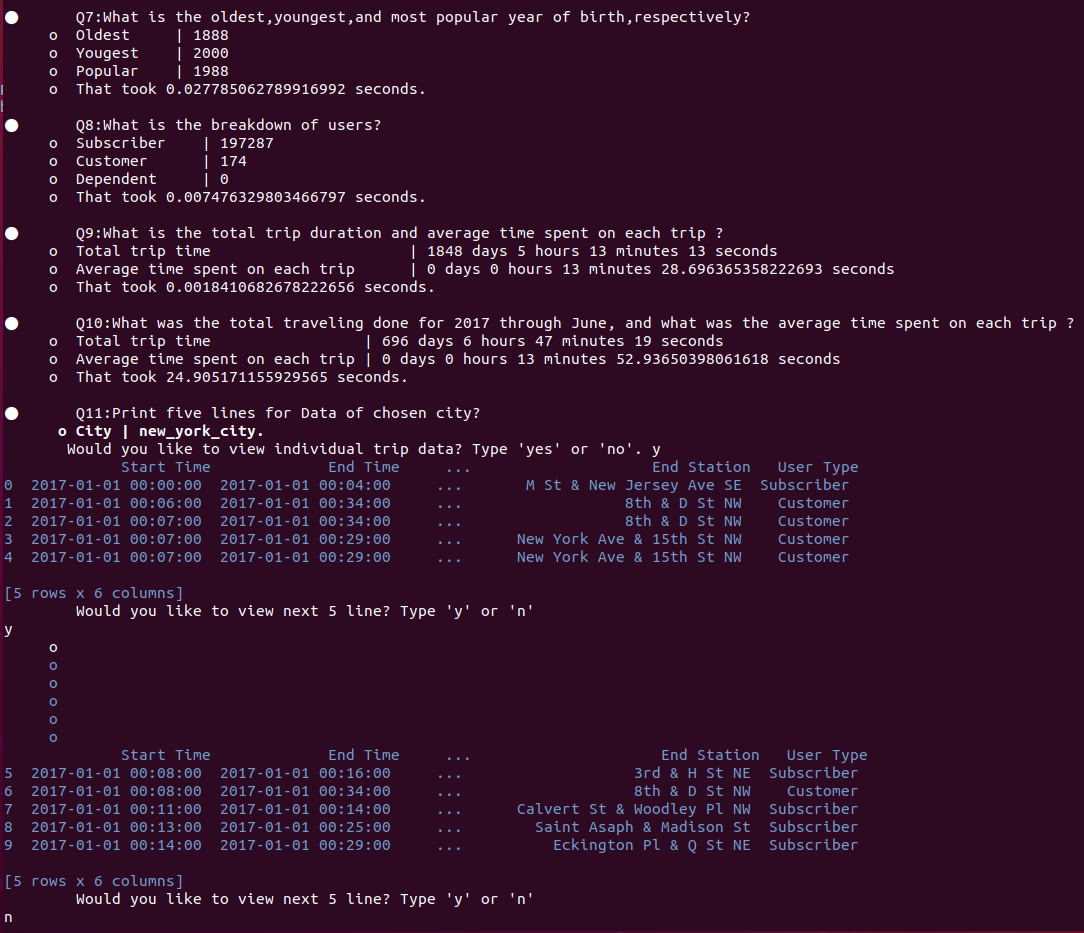 ● Q7:What is the oldest,youngest,and most popular year of birth,respectively?
o Oldest | 1888
o Yougest | 2000
o Popular | 1988
o That took 0.027785062789916992 seconds.
● Q8:What is the breakdown of users?
o Subscriber | 197287
o Customer | 174
o Dependent | 0
o That took 0.007476329803466797 seconds.
● Q9:What is the total trip duration and average time spent on each trip ?
o Total trip time | 1848 days 5 hours 13 minutes 13 seconds
o Average time spent on each trip | 0 days 0 hours 13 minutes 28.696365358222693 seconds
o That took 0.0018410682678222656 seconds.
● Q10:What was the total traveling done for 2017 through June, and what was the average time spent on each trip ?
o Total trip time | 696 days 6 hours 47 minutes 19 seconds
o Average time spent on each trip | 0 days 0 hours 13 minutes 52.93650398061618 seconds
o That took 24.905171155929565 seconds.
● Q11:Print five lines for Data of chosen city?
o City | new_york_city.
Would you like to view individual trip data? Type 'yes' or 'no'. y
Start Time End Time ... End Station User Type
0 2017-01-01 00:00:00 2017-01-01 00:04:00 ... M St & New Jersey Ave SE Subscriber
1 2017-01-01 00:06:00 2017-01-01 00:34:00 ... 8th & D St NW Customer
2 2017-01-01 00:07:00 2017-01-01 00:34:00 ... 8th & D St NW Customer
3 2017-01-01 00:07:00 2017-01-01 00:29:00 ... New York Ave & 15th St NW Customer
4 2017-01-01 00:07:00 2017-01-01 00:29:00 ... New York Ave & 15th St NW Customer
[5 rows x 6 columns]
Would you like to view next 5 line? Type 'y' or 'n'
y
o
o
o
o
o
o
Start Time End Time ... End Station User Type
5 2017-01-01 00:08:00 2017-01-01 00:16:00 ... 3rd & H St NE Subscriber
6 2017-01-01 00:08:00 2017-01-01 00:34:00 ... 8th & D St NW Customer
7 2017-01-01 00:11:00 2017-01-01 00:14:00 ... Calvert St & Woodley Pl NW Subscriber
8 2017-01-01 00:13:00 2017-01-01 00:25:00 ... Saint Asaph & Madison St Subscriber
9 2017-01-01 00:14:00 2017-01-01 00:29:00 ... Eckington Pl & Q St NE Subscriber
[5 rows x 6 columns]
Would you like to view next 5 line? Type 'y' or 'n'
n